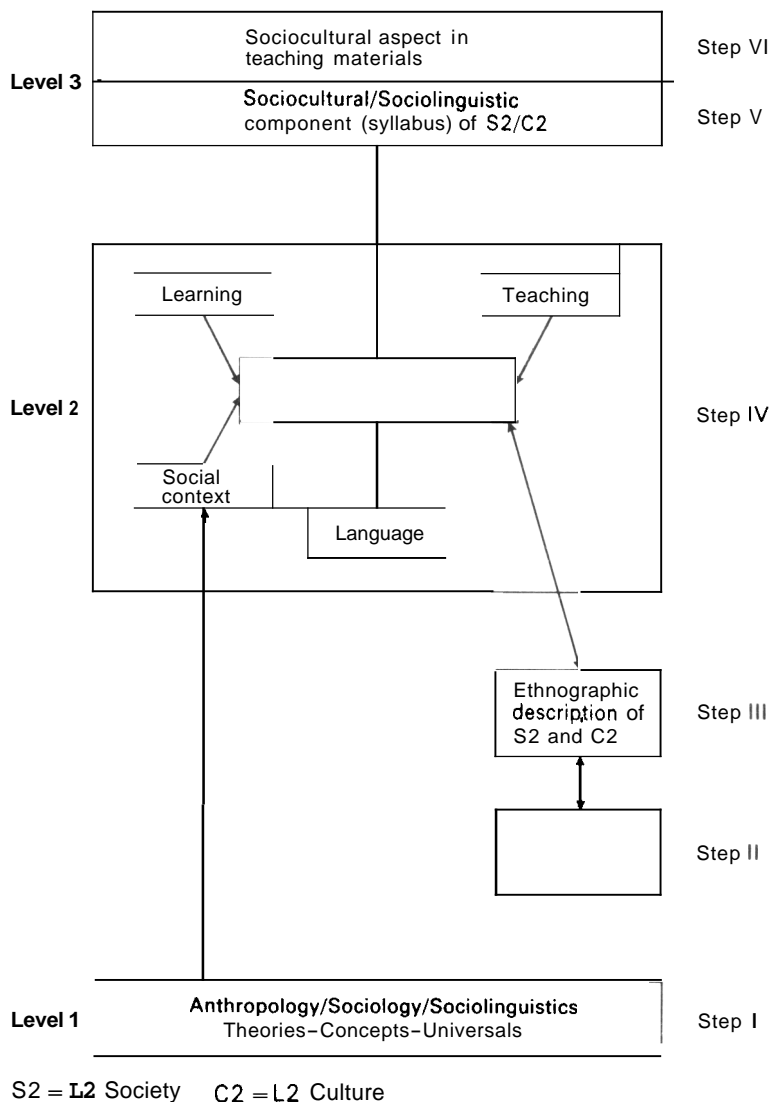 Sociocultural aspect in
teaching materials
Step VI
Level 3
Sociocultural/Sociolinguistic
component (syllabus) of S2/C2
Step V
Learning
Teaching
Level 2
Step IV
Social
context
Language
Ethnographic
description of
S2 and C2
Step III
Step II
Anthropology/Sociology/Sociolinguistics
Theories-Concepts-Universals
Level 1
Step I
S2 = L2 Society C2 = L2 Culture